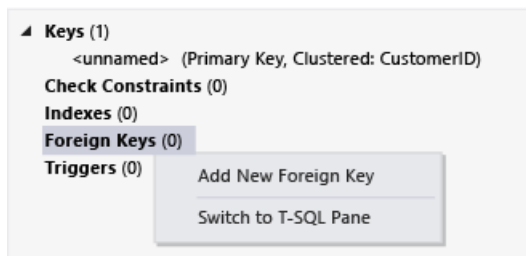 Keys (1)
<unnamed> (Primary Key, Clustered: CustomerID)
Check Constraints (0)
Indexes (0)
Foreign Keys (0)
Triggers (0)
Add New Foreign Key
Switch to T-SQL Pane